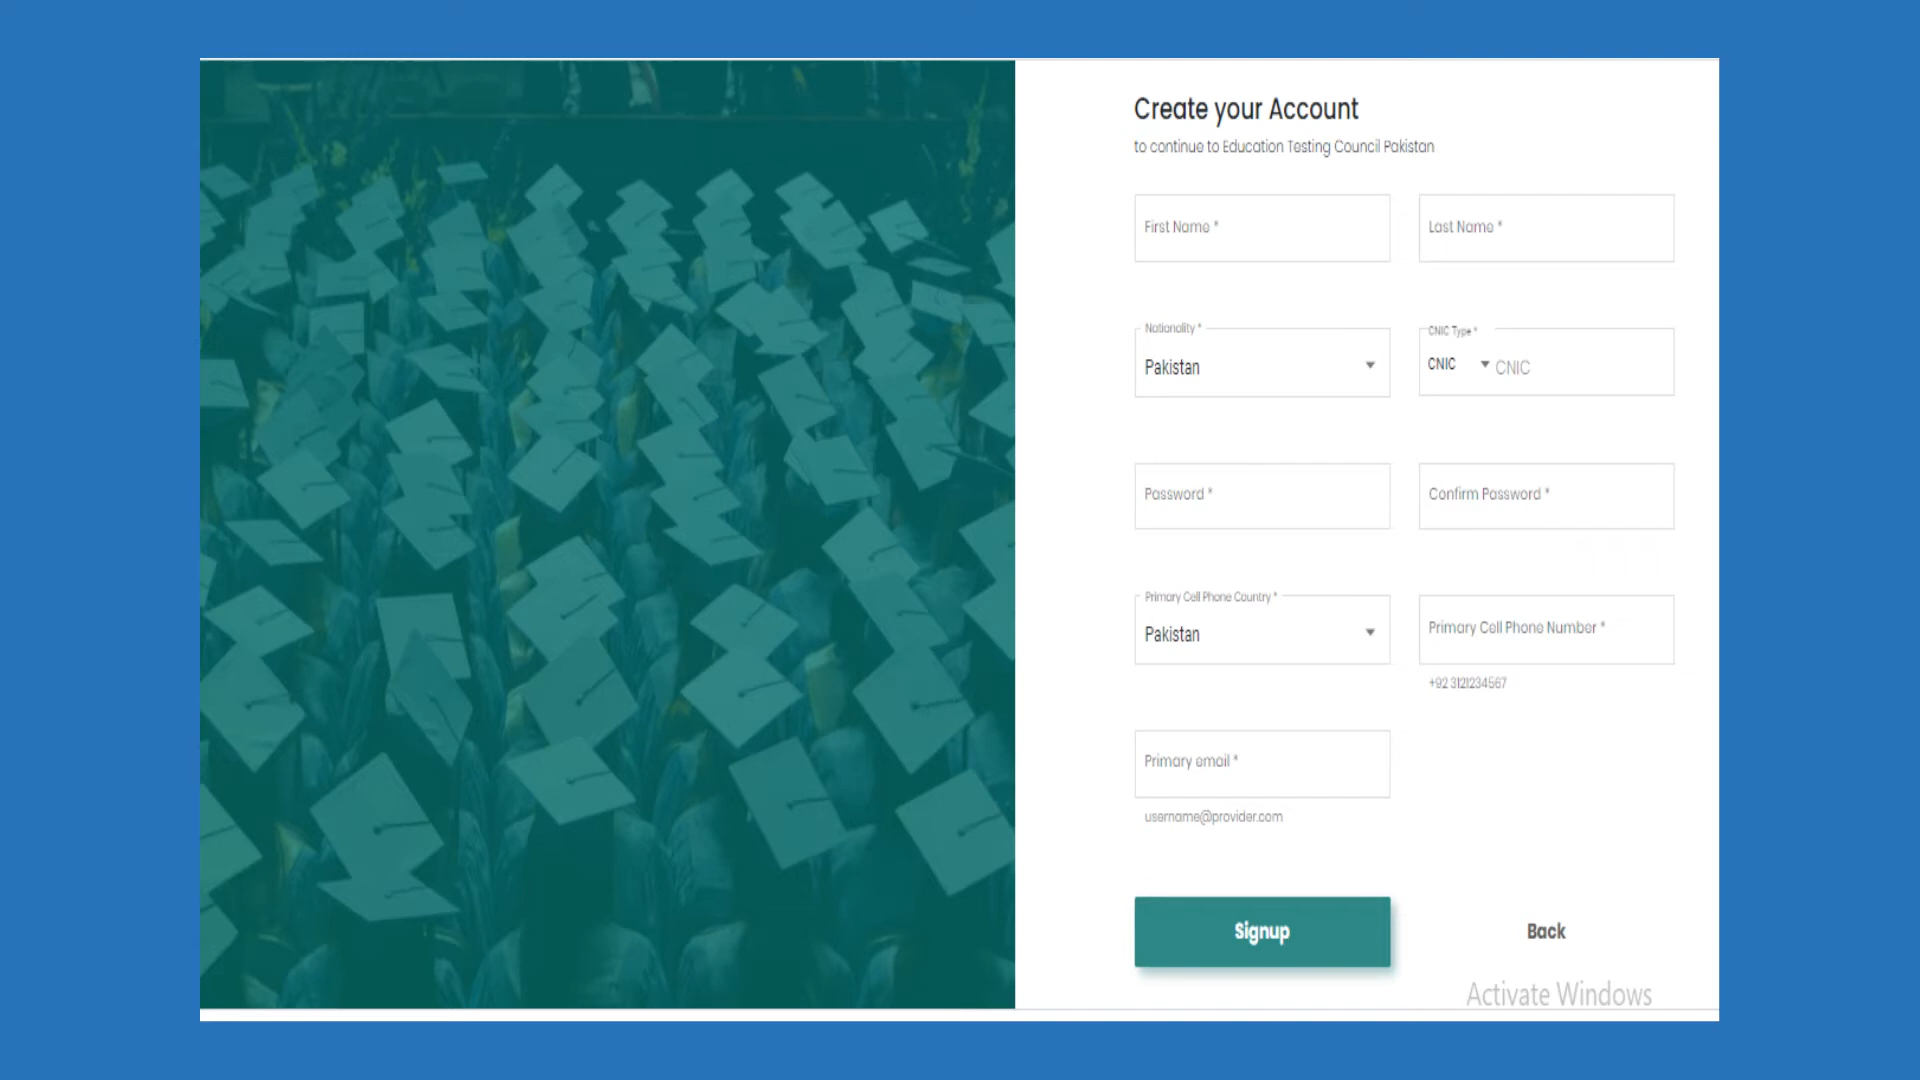 Create your Account
to continue to Education Testing Council Pakistan
First Name *
Last Name *
Nationality *
Pakistan
CNIC Type *
CNIC
CNIC
Password *
Confirm Password *
Primary Cell Phone Country *
Pakistan
Primary Cell Phone Number *
+92 3121234567
Primary email *
username@provider.com
Signup
Back
Activate Windows